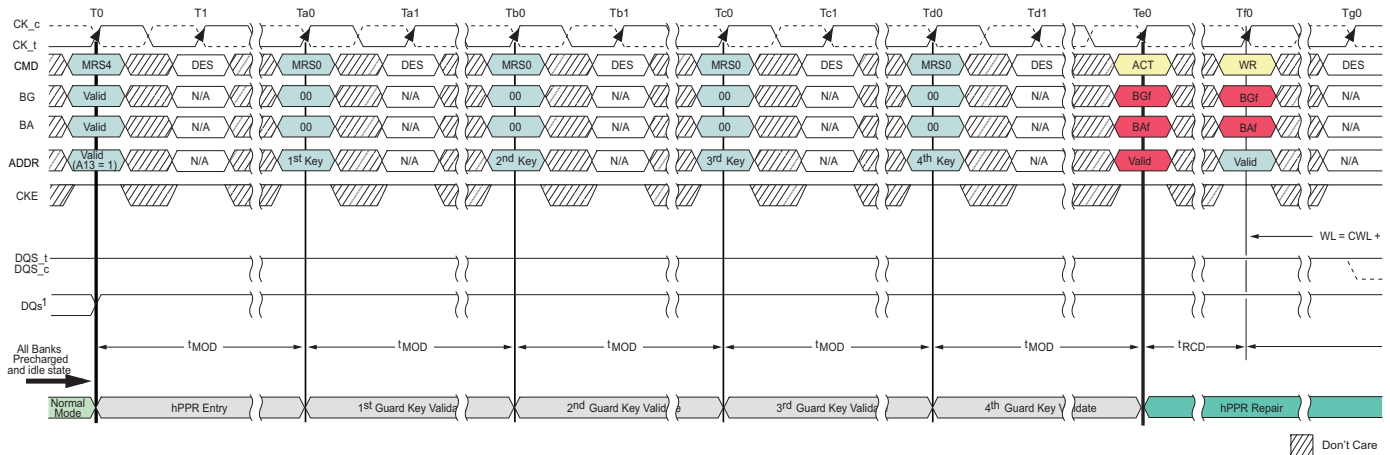 T0 T1 Ta0 Ta1 Tb0 Tb1 Tc0 Tc1 Td0 Td1 Te0 Tf0 Tg0
CK_c
CK_t
CMD MRS4 DES MRS0 DES MRS0 DES MRS0 DES MRS0 DES ACT WR DES
BG Valid N/A 00 N/A 00 N/A 00 N/A 00 N/A BGf BGf N/A
BA Valid N/A 00 N/A 00 N/A 00 N/A 00 N/A BAf BAf N/A
ADDR Valid (A13 = 1) N/A 1st Key N/A 2nd Key N/A 3rd Key N/A 4th Key N/A Valid Valid N/A
CKE
WL = CWL +
DQS_t
DQS_c
DQs1
All Banks
Precharged
and idle state
tMOD tMOD tMOD tMOD tMOD tRCD
Normal Mode hPPR Entry 1st Guard Key Valida 2nd Guard Key Valid e 3rd Guard Key Valida 4th Guard Key V idate hPPR Repair
Don't Care